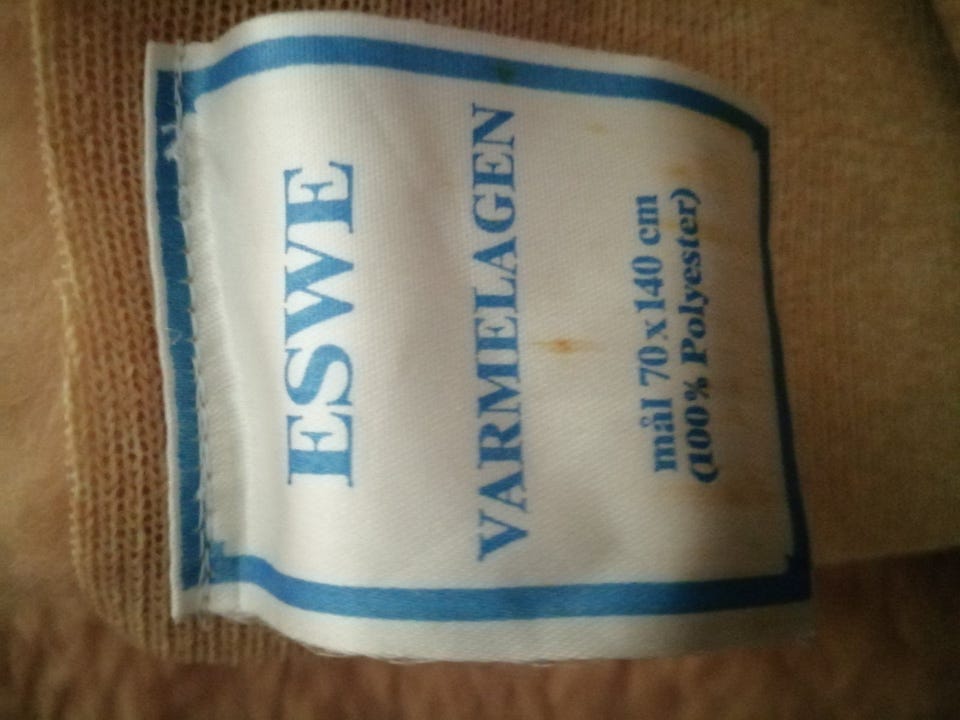 ESWE
VARMELAGEN
mål 70 x 140 cm
(100% Polyester)